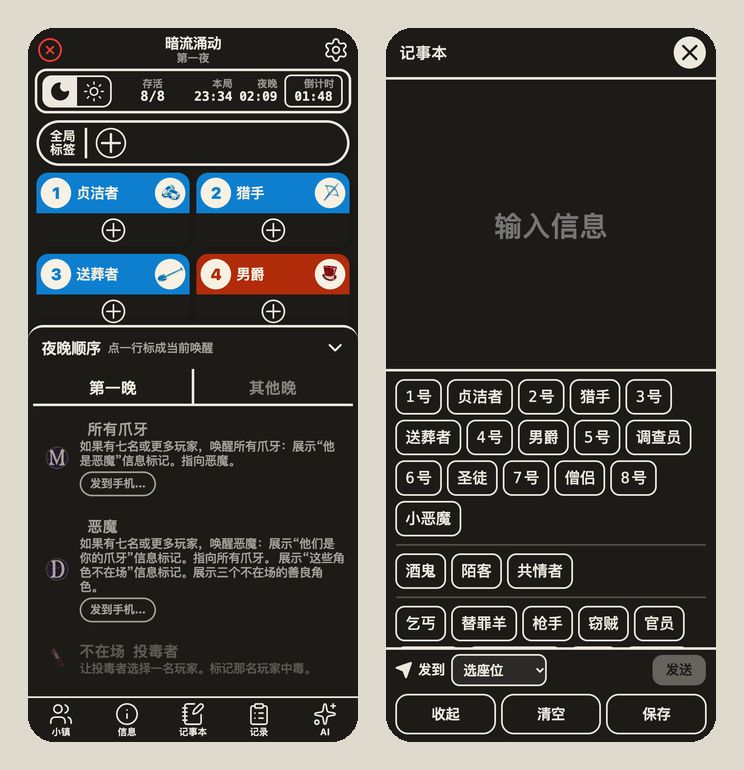 暗流涌动
第一夜
存活 本局 夜晚 倒计时
8/8 23:34 02:09 01:48
全局
标签
1 贞洁者
2 猎手
3 送葬者
4 男爵
夜晚顺序 点一行标成当前唤醒
第一晚 其他晚
所有爪牙
如果有七名或更多玩家，唤醒所有爪牙：展示“他
是恶魔”信息标记。指向恶魔。
M
发到手机...
恶魔
如果有七名或更多玩家，唤醒恶魔：展示“他们是
你的爪牙”信息标记。指向所有爪牙。 展示“这些角
色不在场”信息标记。展示三个不在场的善良角
色。
D
发到手机...
不在场 投毒者
让投毒者选择一名玩家。标记那名玩家中毒。
小镇 信息 记事本 记录 AI
记事本
输入信息
1号 贞洁者 2号 猎手 3号
送葬者 4号 男爵 5号 调查员
6号 圣徒 7号 僧侣 8号
小恶魔
酒鬼 陌客 共情者
乞丐 替罪羊 枪手 窃贼 官员
发到 选座位 发送
收起 清空 保存